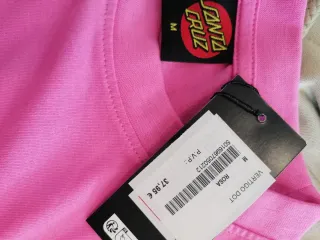 SANTA
CRUZ
M
VERTIGO DOT
ROSA
M
P.V.P.:
37,95 €